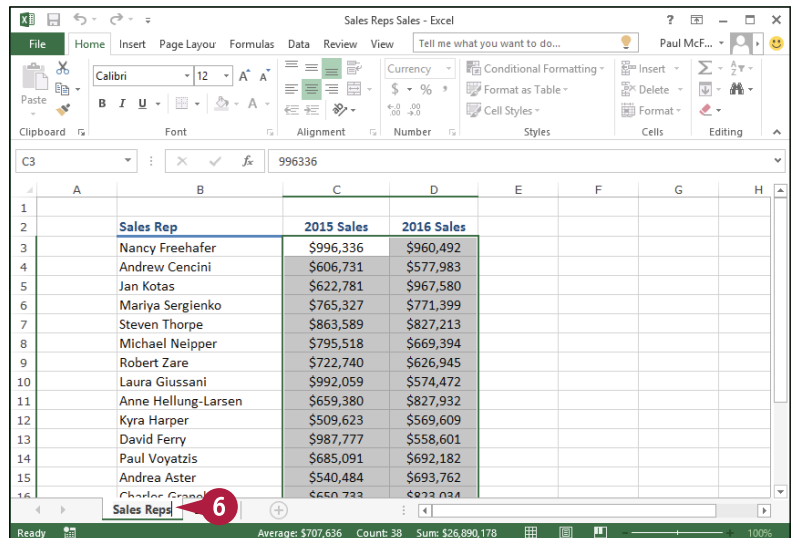 Sales Reps Sales - Excel ?
File Home Insert Page Layou Formulas Data Review View Tell me what you want to do... Paul McF...
Calibri 12 A A Currency Conditional Formatting Insert Σ
Paste B I U A $ % , Format as Table Delete
.00 .00 Cell Styles Format
Clipboard Font Alignment Number Styles Cells Editing
C3 fx 996336
A B C D E F G H
1
2 Sales Rep 2015 Sales 2016 Sales
3 Nancy Freehafer $996,336 $960,492
4 Andrew Cencini $606,731 $577,983
5 Jan Kotas $622,781 $967,580
6 Mariya Sergienko $765,327 $771,399
7 Steven Thorpe $863,589 $827,213
8 Michael Neipper $795,518 $669,394
9 Robert Zare $722,740 $626,945
10 Laura Giussani $992,059 $574,472
11 Anne Hellung-Larsen $659,380 $827,932
12 Kyra Harper $509,623 $569,609
13 David Ferry $987,777 $558,601
14 Paul Voyatzis $685,091 $692,182
15 Andrea Aster $540,484 $693,762
16 Charles $650,733 $823,034
Sales Reps 6
Ready Average: $707,636 Count: 38 Sum: $26,890,178 100%